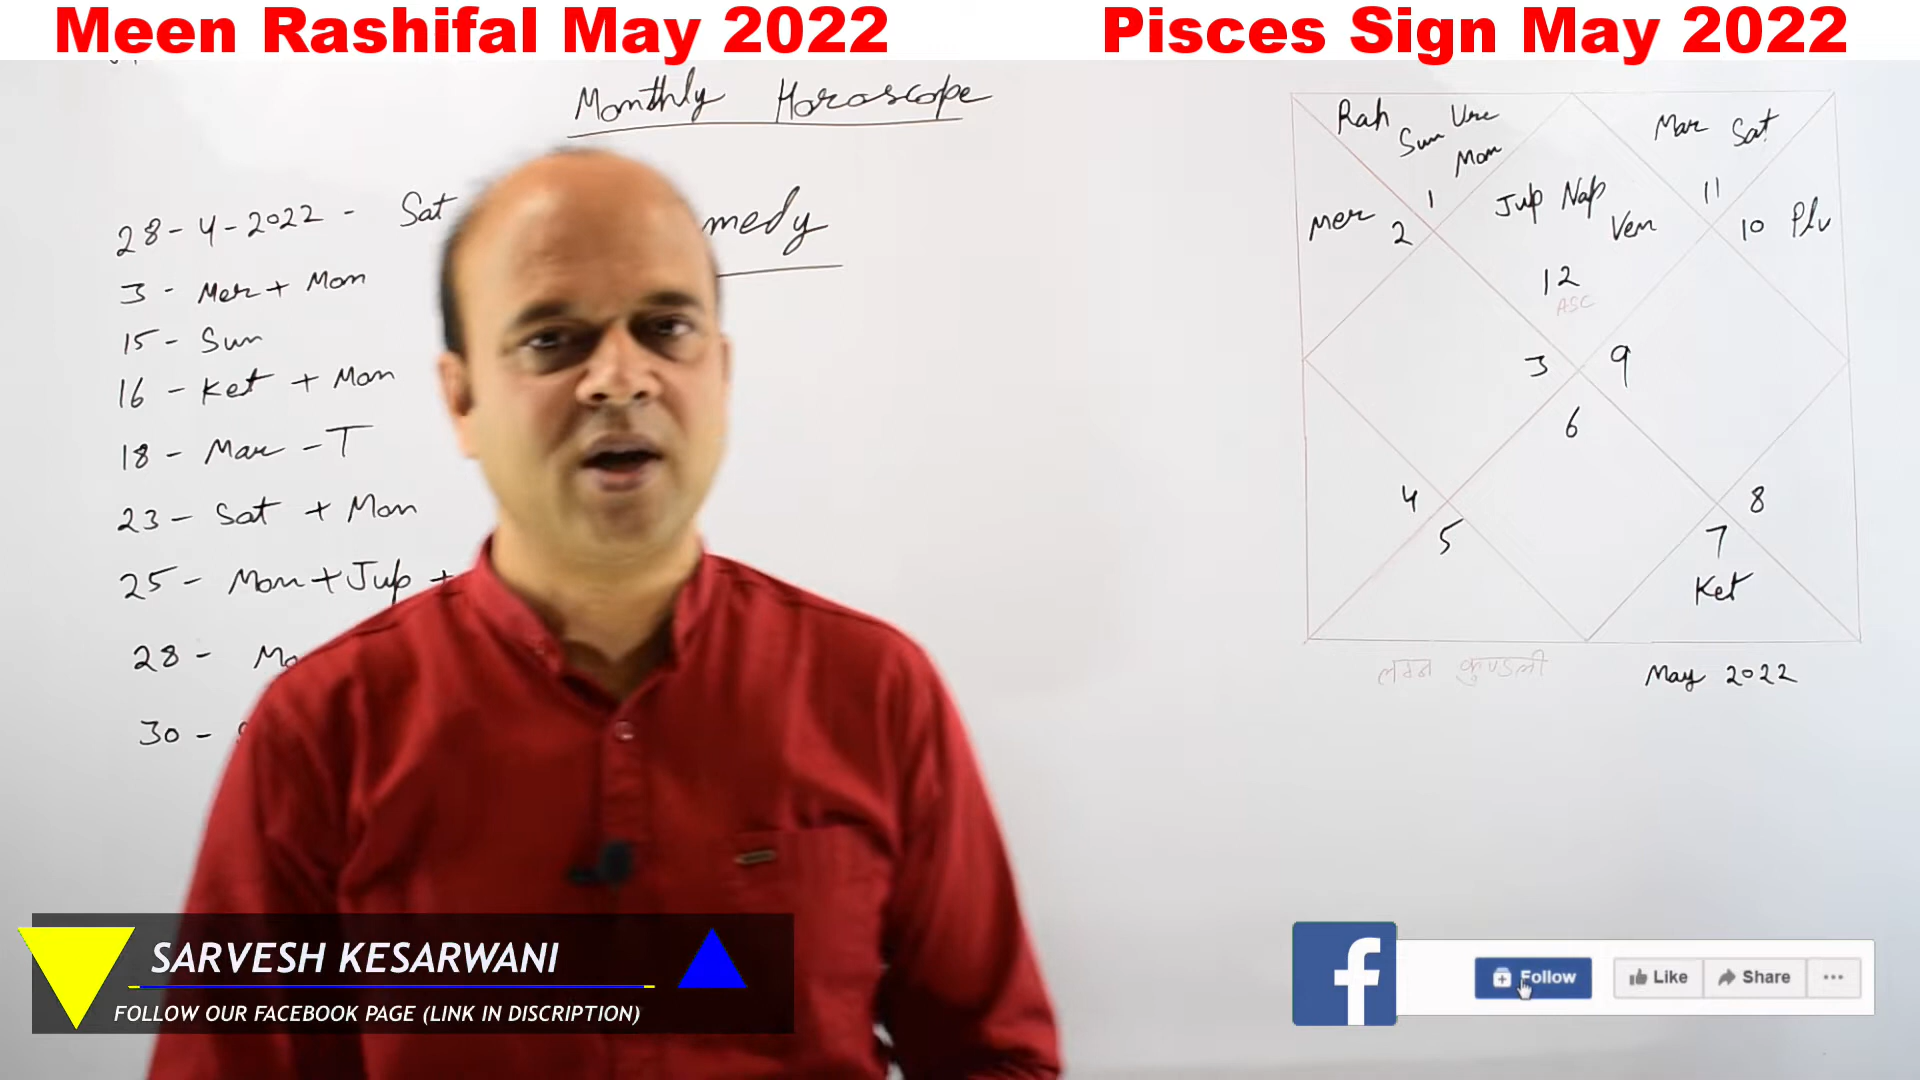 Meen Rashifal May 2022
Pisces Sign May 2022
Monthly Horoscope
medy
28-4-2022 - Sat
3 - Mer + Mon
15 - Sun
16 - Ket + Mon
18 - Mar - T
23 - Sat + Mon
25 - Mon + Jup +
28 - Mo
30 -
Rah Sun Ure Mon
Mar Sat
Mer 2
1
Jup Nap Ven
11
10 Plu
12
ASC
3 9
6
4 8
5 7
Ket
लग्न कुण्डली
May 2022
SARVESH KESARWANI
FOLLOW OUR FACEBOOK PAGE (LINK IN DISCRIPTION)
f
Follow Like Share ...